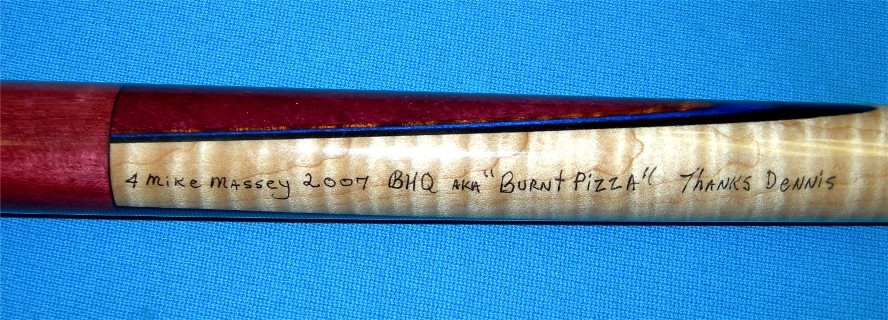 4 Mike Massey 2007 BHQ AKA "Burnt Pizza" Thanks Dennis